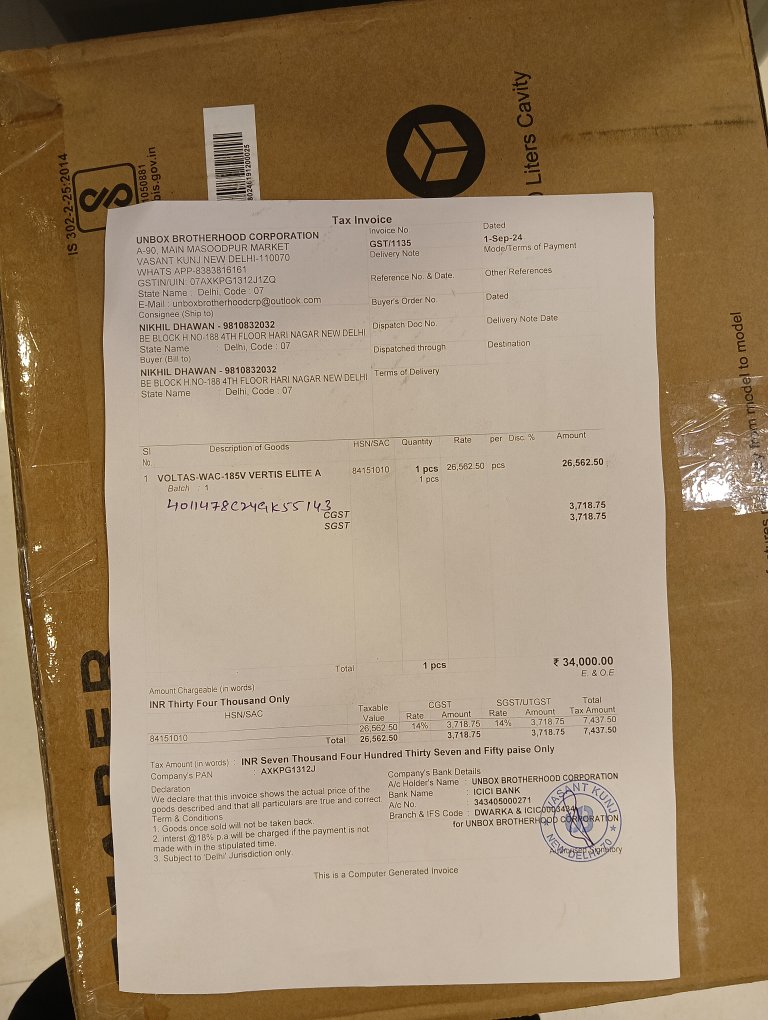 IS 302-2-25:2014
bis.gov.in
Liters Cavity
from model to model
Tax Invoice
UNBOX BROTHERHOOD CORPORATION
A-90, MAIN MASOODPUR MARKET
VASANT KUNJ NEW DELHI-110070
WHATS APP-8383816161
GSTIN/UIN: 07AXKPG1312J1ZQ
State Name : Delhi, Code : 07
E-Mail : unboxbrotherhoodcrp@outlook.com
Consignee (Ship to)
NIKHIL DHAWAN - 9810832032
BE BLOCK H.NO-188 4TH FLOOR HARI NAGAR NEW DELHI
State Name : Delhi, Code : 07
Buyer (Bill to)
NIKHIL DHAWAN - 9810832032
BE BLOCK H.NO-188 4TH FLOOR HARI NAGAR NEW DELHI
State Name : Delhi, Code : 07
Invoice No. Dated
GST/1135 1-Sep-24
Delivery Note Mode/Terms of Payment
Reference No. & Date. Other References
Buyer's Order No. Dated
Dispatch Doc No. Delivery Note Date
Dispatched through Destination
Terms of Delivery
Sl No. Description of Goods HSN/SAC Quantity Rate per Disc. % Amount
1 VOLTAS-WAC-185V VERTIS ELITE A 84151010 1 pcs 26,562.50 pcs 26,562.50
Batch : 1 1 pcs
4011478C24GK55143
CGST 3,718.75
SGST 3,718.75
Total 1 pcs ₹ 34,000.00
Amount Chargeable (in words) E. & O.E
INR Thirty Four Thousand Only
HSN/SAC Taxable Value CGST Rate Amount SGST/UTGST Rate Amount Total Tax Amount
84151010 26,562.50 14% 3,718.75 14% 3,718.75 7,437.50
Total 26,562.50 3,718.75 3,718.75 7,437.50
Tax Amount (in words) : INR Seven Thousand Four Hundred Thirty Seven and Fifty paise Only
Company's PAN : AXKPG1312J
Declaration
We declare that this invoice shows the actual price of the
goods described and that all particulars are true and correct.
Term & Conditions
1. Goods once sold will not be taken back.
2. interst @18% p.a will be charged if the payment is not
made with in the stipulated time.
3. Subject to 'Delhi' Jurisdiction only.
Company's Bank Details
A/c Holder's Name : UNBOX BROTHERHOOD CORPORATION
Bank Name : ICICI BANK
A/c No. : 343405000271
Branch & IFS Code : DWARKA & ICIC0003434
for UNBOX BROTHERHOOD CORPORATION
VASANT KUNJ
NEW DELHI-70
Authorised Signatory
This is a Computer Generated Invoice